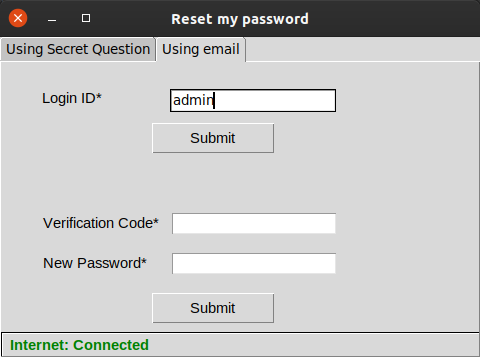 Reset my password
Using Secret Question Using email
Login ID* admin
Submit
Verification Code*
New Password*
Submit
Internet: Connected